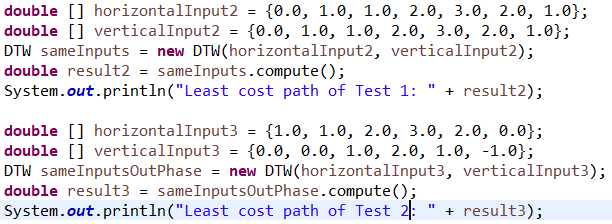 double [] horizontalInput2 = {0.0, 1.0, 1.0, 2.0, 3.0, 2.0, 1.0};
double [] verticalInput2 = {0.0, 1.0, 1.0, 2.0, 3.0, 2.0, 1.0};
DTW sameInputs = new DTW(horizontalInput2, verticalInput2);
double result2 = sameInputs.compute();
System.out.println("Least cost path of Test 1: " + result2);
double [] horizontalInput3 = {1.0, 1.0, 2.0, 3.0, 2.0, 0.0};
double [] verticalInput3 = {0.0, 0.0, 1.0, 2.0, 1.0, -1.0};
DTW sameInputsOutPhase = new DTW(horizontalInput3, verticalInput3);
double result3 = sameInputsOutPhase.compute();
System.out.println("Least cost path of Test 2: " + result3);